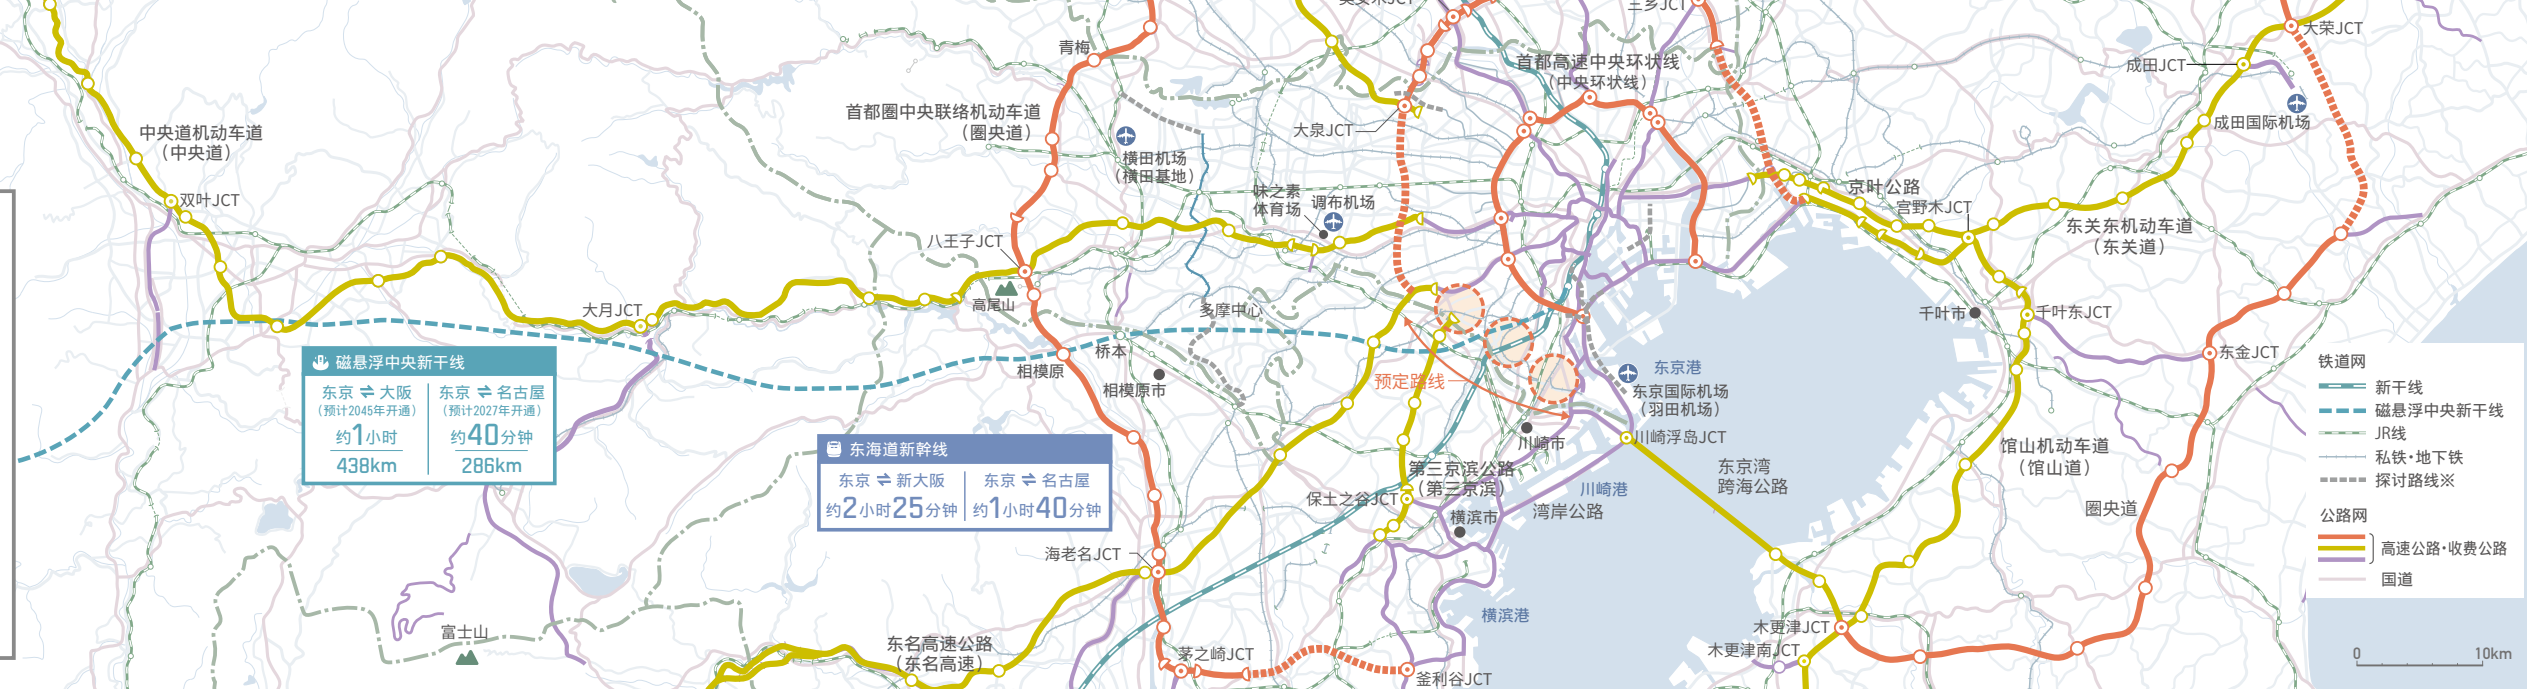 三乡JCT
大荣JCT
青梅
首都高速中央环状线
（中央环状线）
成田JCT
首都圈中央联络机动车道
（圈央道）
大泉JCT
成田国际机场
中央道机动车道
（中央道）
横田机场
（横田基地）
双叶JCT
味之素
体育场
调布机场
京叶公路
宫野木JCT
东关东机动车道
（东关道）
八王子JCT
高尾山
大月JCT
多摩中心
千叶市
千叶东JCT
桥本
相模原
相模原市
预定路线
东京港
东京国际机场
（羽田机场）
东金JCT
磁悬浮中央新干线
东京 ⇌ 大阪
（预计2045年开通）
约1小时
438km
东京 ⇌ 名古屋
（预计2027年开通）
约40分钟
286km
东海道新幹线
东京 ⇌ 新大阪
约2小时25分钟
东京 ⇌ 名古屋
约1小时40分钟
川崎市
川崎浮岛JCT
第三京滨公路
（第三京滨）
保土之谷JCT
横滨市
川崎港
湾岸公路
东京湾
跨海公路
馆山机动车道
（馆山道）
圈央道
海老名JCT
横滨港
富士山
东名高速公路
（东名高速）
茅之崎JCT
釜利谷JCT
木更津JCT
木更津南JCT
铁道网
新干线
磁悬浮中央新干线
JR线
私铁·地下铁
探讨路线※
公路网
高速公路·收费公路
国道
0 10km